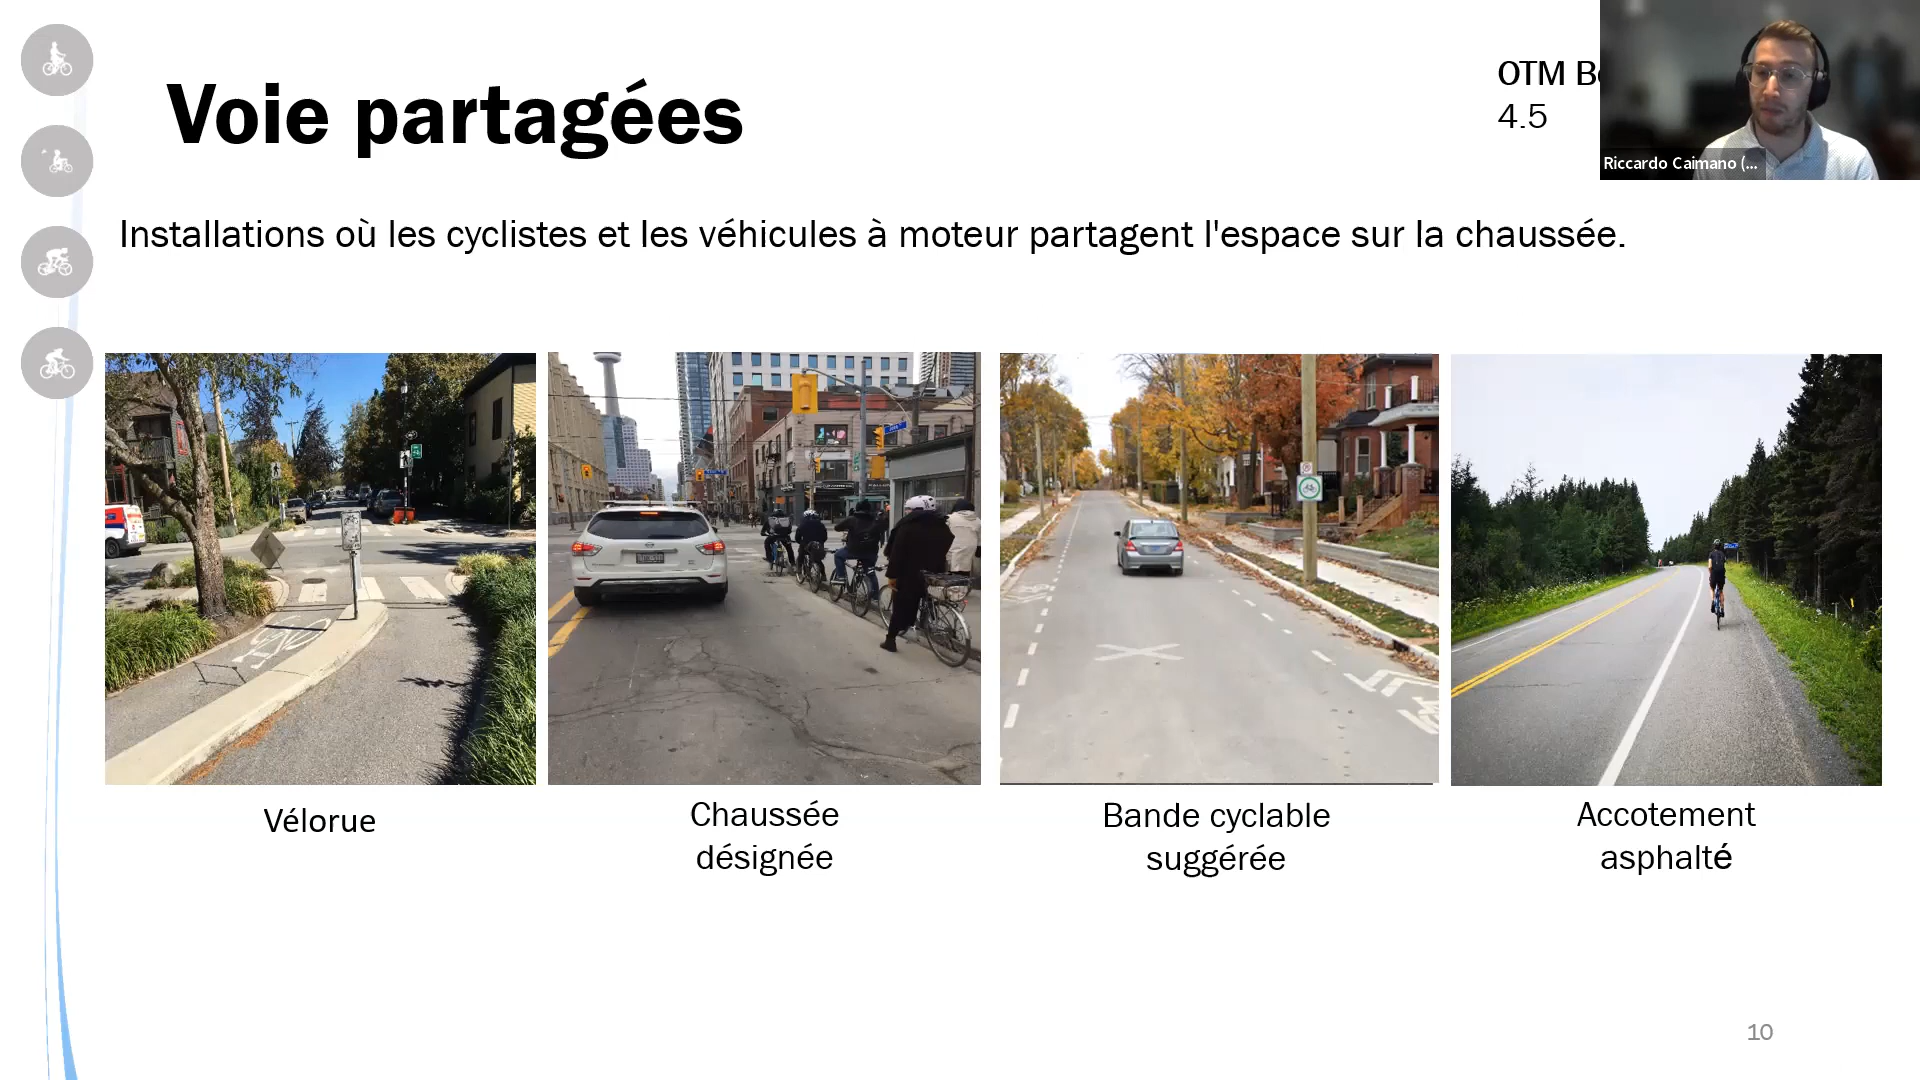 Voie partagées
OTM
4.5
Riccardo Caimano (...
Installations où les cyclistes et les véhicules à moteur partagent l'espace sur la chaussée.
Vélorue
Chaussée
désignée
Bande cyclable
suggérée
Accotement
asphalté
10